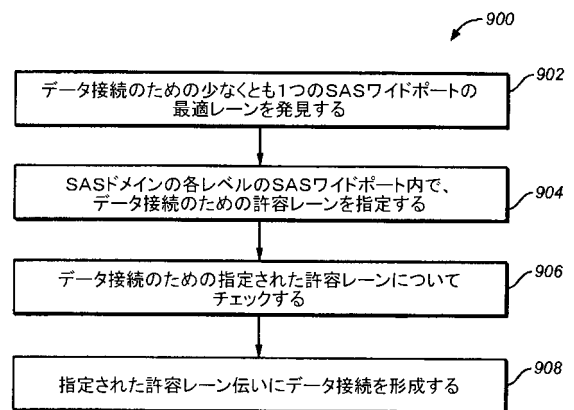 900
データ接続のための少なくとも1つのSASワイドポートの
最適レーンを発見する
902
SASドメインの各レベルのSASワイドポート内で、
データ接続のための許容レーンを指定する
904
データ接続のための指定された許容レーンについて
チェックする
906
指定された許容レーン伝いにデータ接続を形成する
908